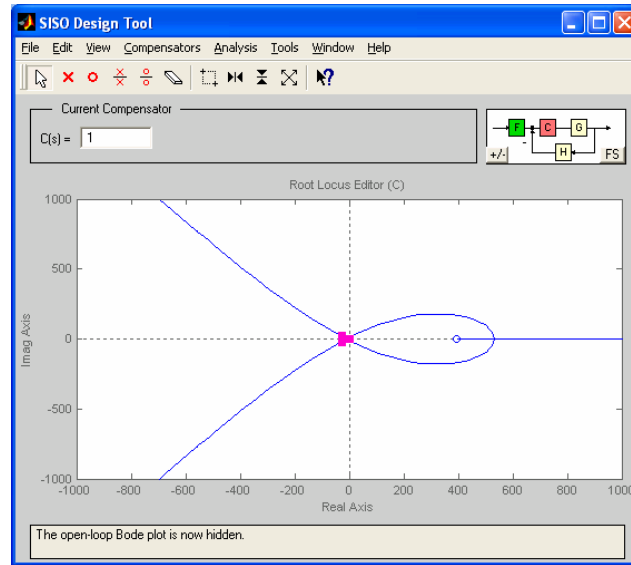 SISO Design Tool
File Edit View Compensators Analysis Tools Window Help
Current Compensator
C(s) = 1
F C G
H
+/- FS
-
Root Locus Editor (C)
1000
500
0
-500
-1000
Imag Axis
-1000 -800 -600 -400 -200 0 200 400 600 800 1000
Real Axis
The open-loop Bode plot is now hidden.